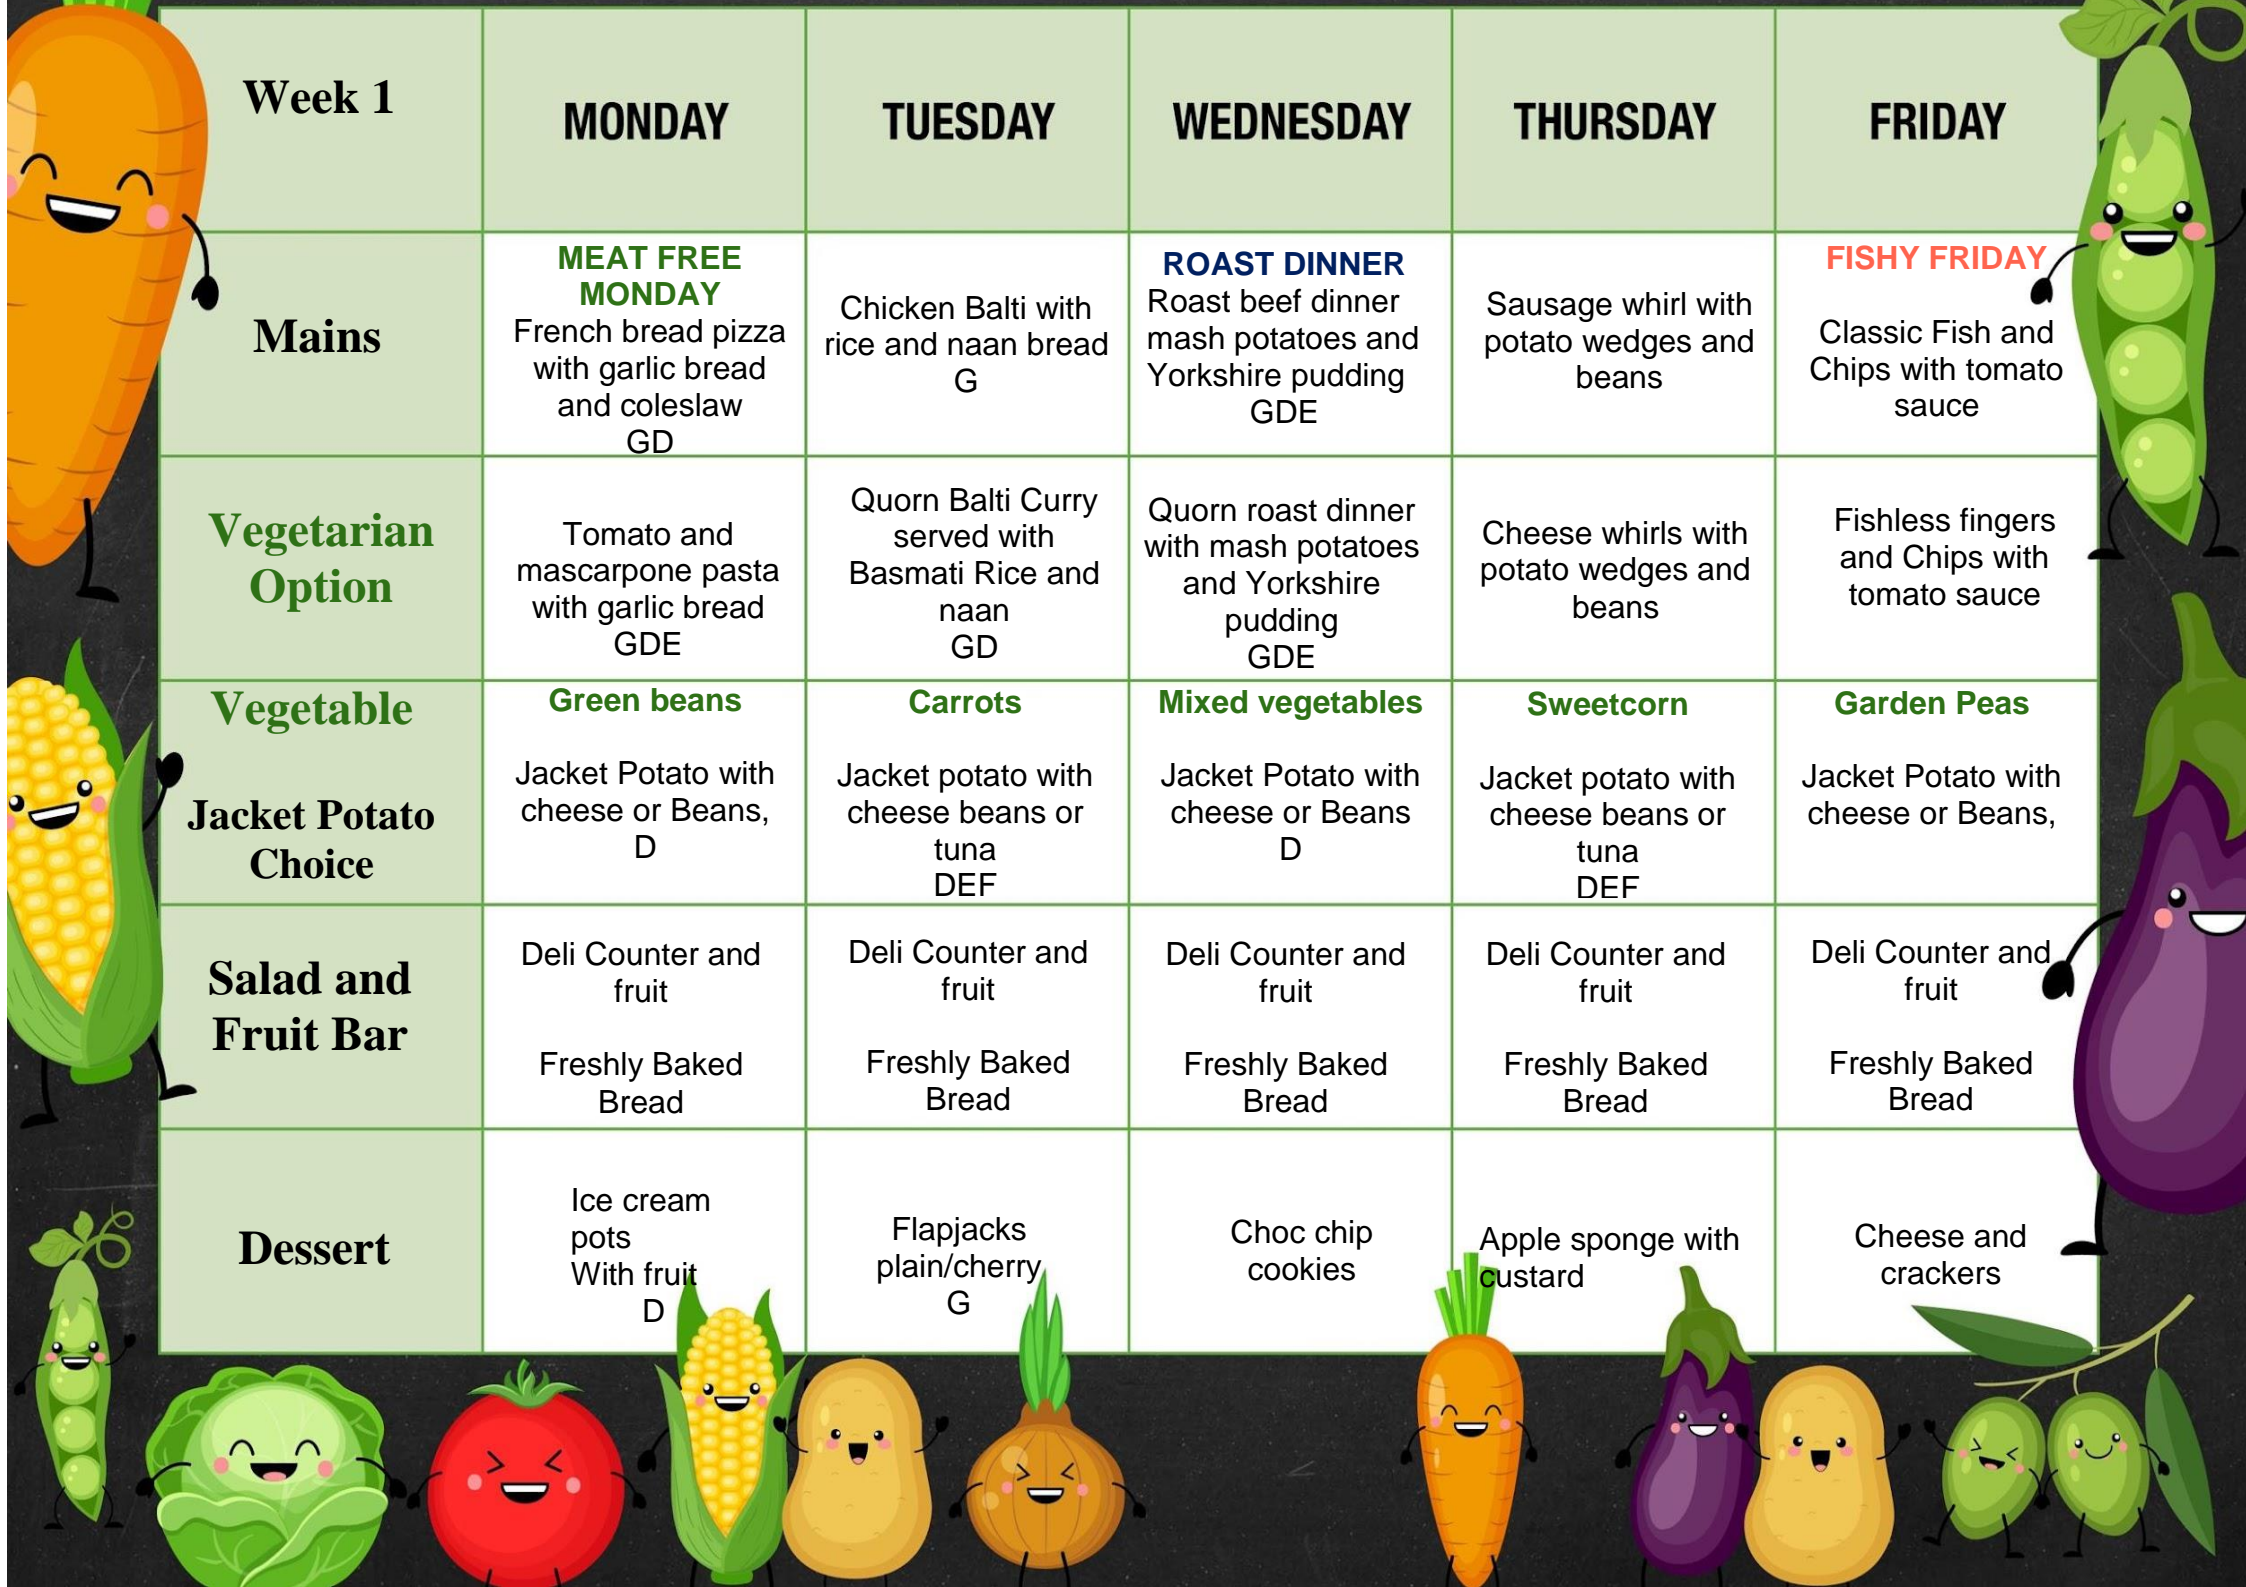 Week 1
MONDAY
TUESDAY
WEDNESDAY
THURSDAY
FRIDAY
Mains
MEAT FREE
MONDAY
French bread pizza
with garlic bread
and coleslaw
GD
Chicken Balti with
rice and naan bread
G
ROAST DINNER
Roast beef dinner
mash potatoes and
Yorkshire pudding
GDE
Sausage whirl with
potato wedges and
beans
FISHY FRIDAY
Classic Fish and
Chips with tomato
sauce
Vegetarian
Option
Tomato and
mascarpone pasta
with garlic bread
GDE
Quorn Balti Curry
served with
Basmati Rice and
naan
GD
Quorn roast dinner
with mash potatoes
and Yorkshire
pudding
GDE
Cheese whirls with
potato wedges and
beans
Fishless fingers
and Chips with
tomato sauce
Vegetable
Jacket Potato
Choice
Green beans
Jacket Potato with
cheese or Beans,
D
Carrots
Jacket potato with
cheese beans or
tuna
DEF
Mixed vegetables
Jacket Potato with
cheese or Beans
D
Sweetcorn
Jacket potato with
cheese beans or
tuna
DEF
Garden Peas
Jacket Potato with
cheese or Beans,
Salad and
Fruit Bar
Deli Counter and
fruit
Freshly Baked
Bread
Deli Counter and
fruit
Freshly Baked
Bread
Deli Counter and
fruit
Freshly Baked
Bread
Deli Counter and
fruit
Freshly Baked
Bread
Deli Counter and
fruit
Freshly Baked
Bread
Dessert
Ice cream
pots
With fruit
D
Flapjacks
plain/cherry
G
Choc chip
cookies
Apple sponge with
custard
Cheese and
crackers